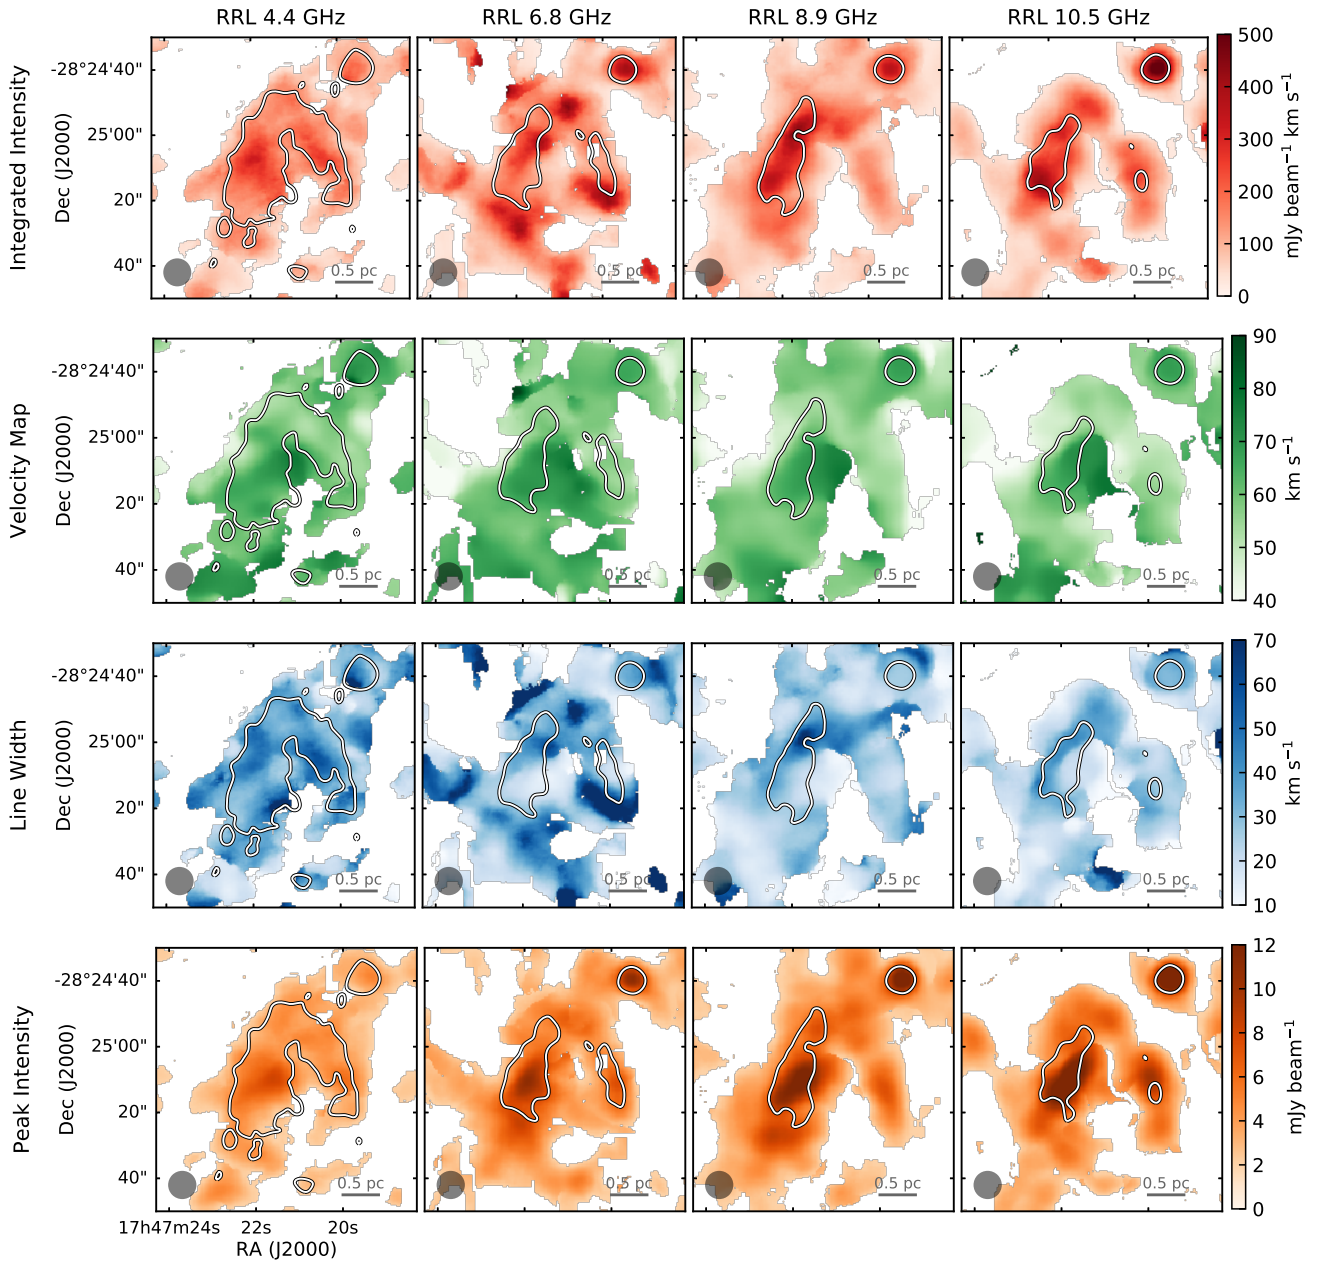 RRL 4.4 GHz RRL 6.8 GHz RRL 8.9 GHz RRL 10.5 GHz
Integrated Intensity
Dec (J2000)
-28°24'40"
25'00"
20"
40"
0.5 pc 0.5 pc 0.5 pc 0.5 pc
500
400
300
200
100
0
mJy beam⁻¹ km s⁻¹
Velocity Map
Dec (J2000)
-28°24'40"
25'00"
20"
40"
0.5 pc 0.5 pc 0.5 pc 0.5 pc
90
80
70
60
50
40
km s⁻¹
Line Width
Dec (J2000)
-28°24'40"
25'00"
20"
40"
0.5 pc 0.5 pc 0.5 pc 0.5 pc
70
60
50
40
30
20
10
km s⁻¹
Peak Intensity
Dec (J2000)
-28°24'40"
25'00"
20"
40"
0.5 pc 0.5 pc 0.5 pc 0.5 pc
12
10
8
6
4
2
0
mJy beam⁻¹
17h47m24s 22s 20s
RA (J2000)